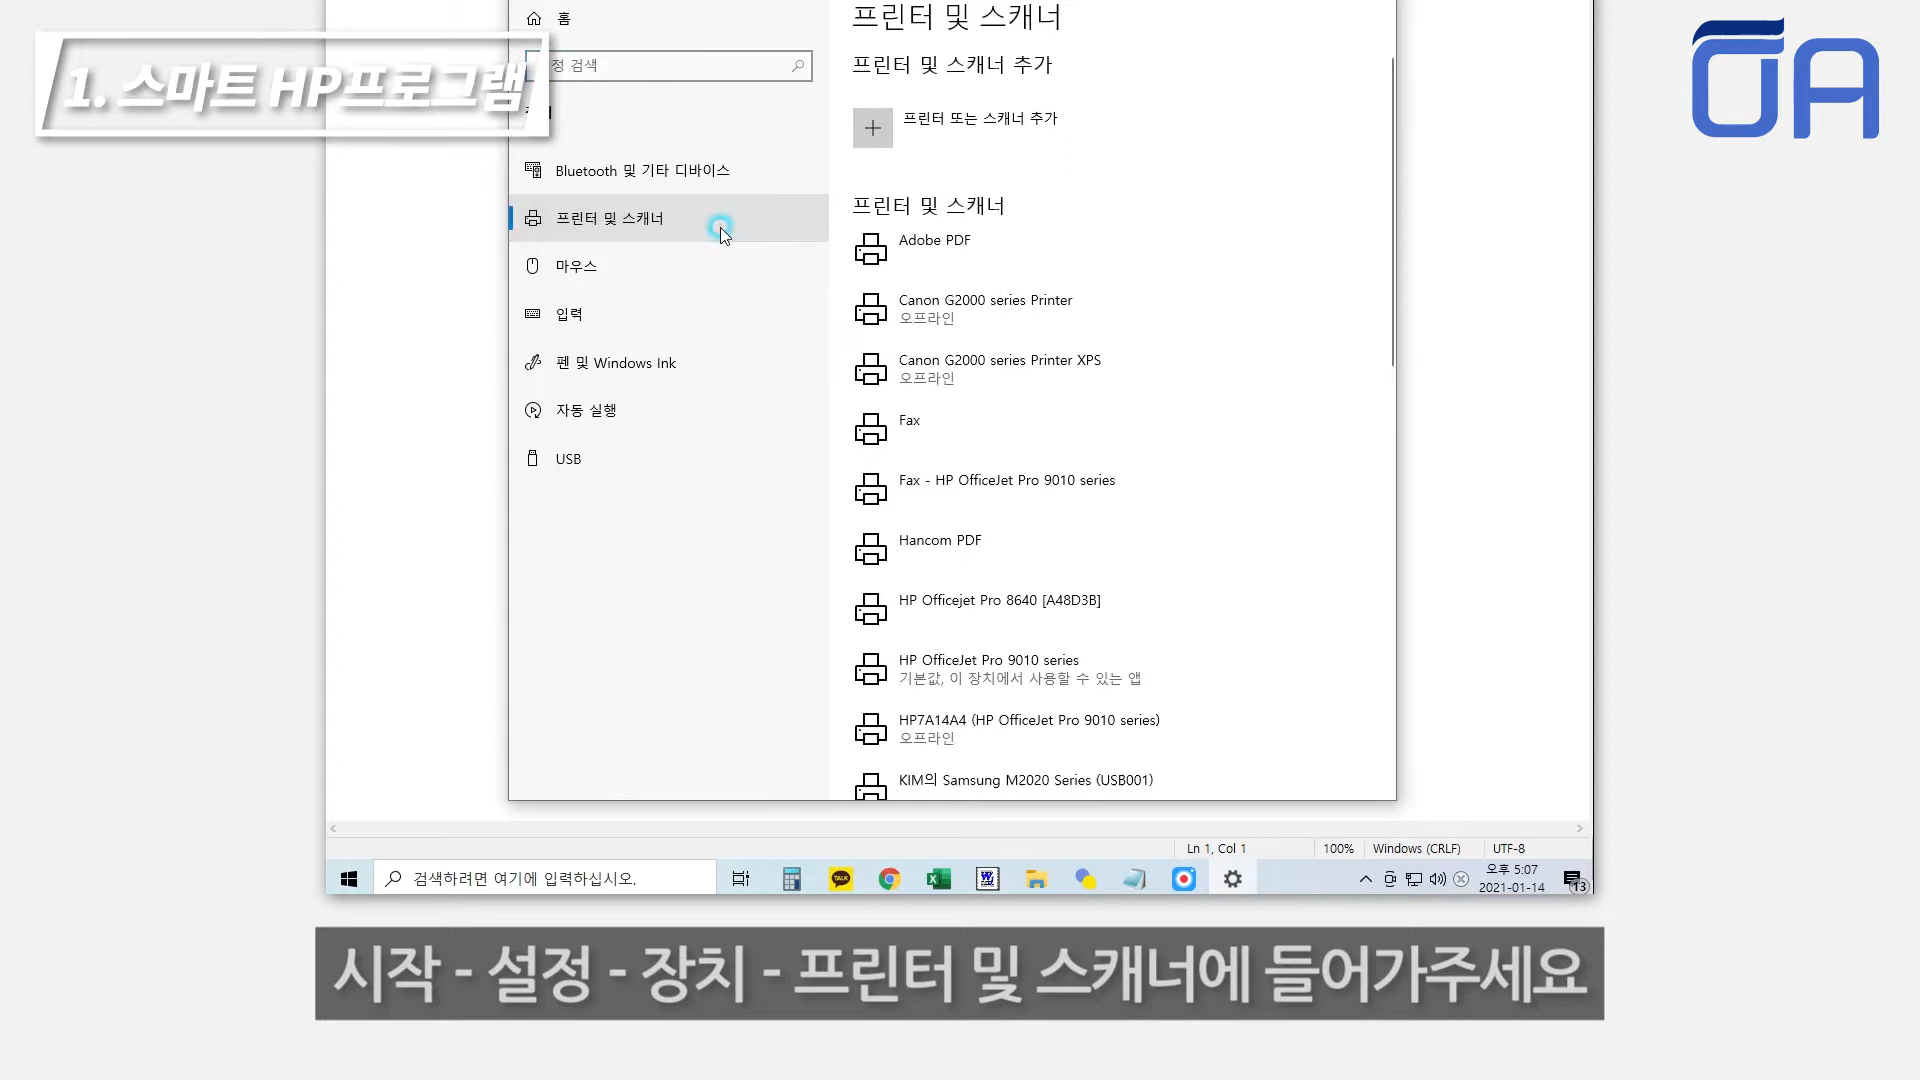 1. 스마트 HP프로그램
OA
홈
정 검색
Bluetooth 및 기타 디바이스
프린터 및 스캐너
마우스
입력
펜 및 Windows Ink
자동 실행
USB
프린터 및 스캐너
프린터 및 스캐너 추가
프린터 또는 스캐너 추가
프린터 및 스캐너
Adobe PDF
Canon G2000 series Printer
오프라인
Canon G2000 series Printer XPS
오프라인
Fax
Fax - HP OfficeJet Pro 9010 series
Hancom PDF
HP Officejet Pro 8640 [A48D3B]
HP OfficeJet Pro 9010 series
기본값, 이 장치에서 사용할 수 있는 앱
HP7A14A4 (HP OfficeJet Pro 9010 series)
오프라인
KIM의 Samsung M2020 Series (USB001)
Ln 1, Col 1 100% Windows (CRLF) UTF-8
검색하려면 여기에 입력하십시오.
TALK
오후 5:07
2021-01-14
13
시작 - 설정 - 장치 - 프린터 및 스캐너에 들어가주세요